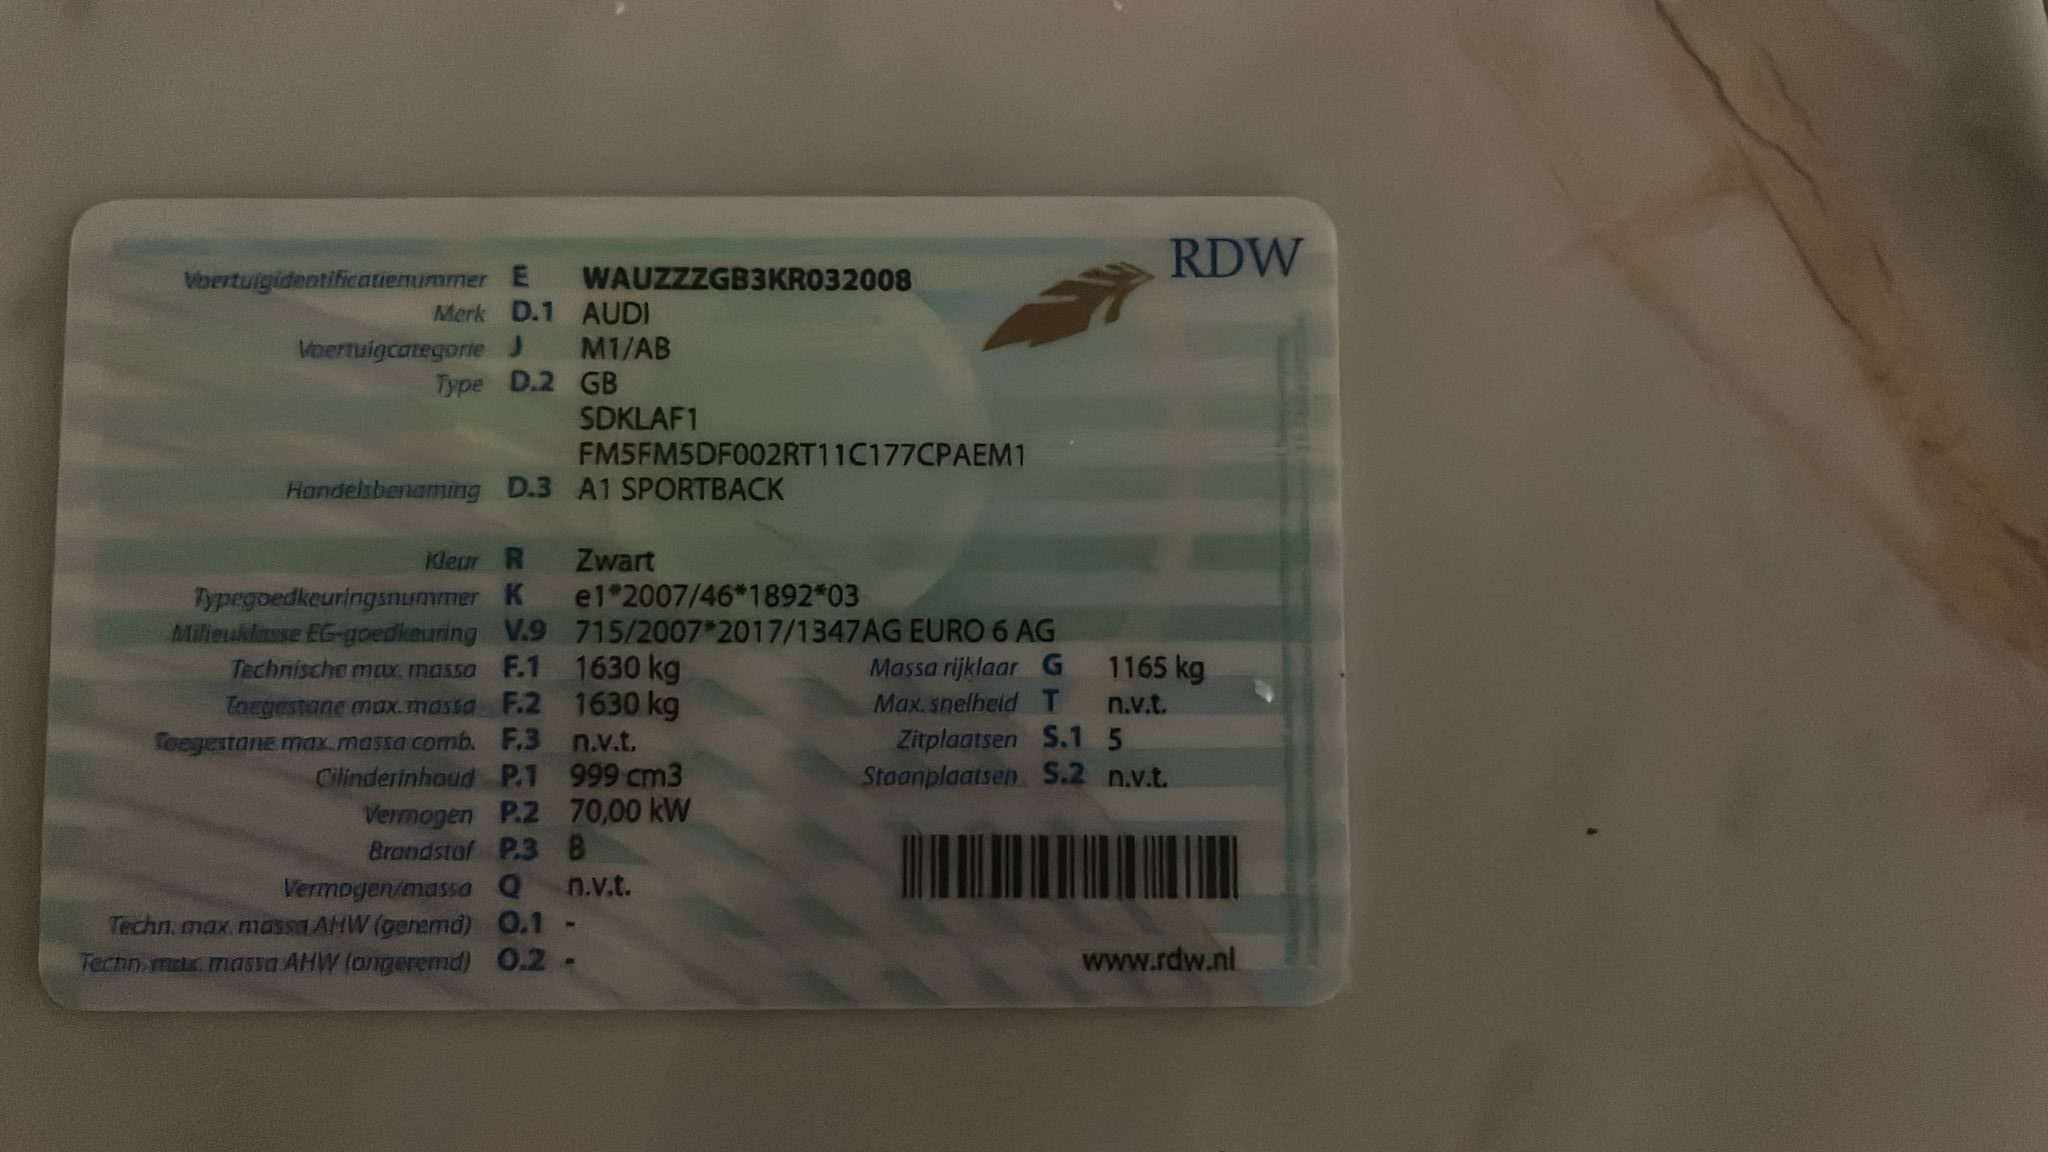 RDW
Voertuigidentificatienummer E WAUZZZGB3KR032008
Merk D.1 AUDI
Voertuigcategorie J M1/AB
Type D.2 GB
SDKLAF1
FM5FM5DF002RT11C177CPAEM1
Handelsbenaming D.3 A1 SPORTBACK
Kleur R Zwart
Typegoedkeuringsnummer K e1*2007/46*1892*03
Milieuklasse EG-goedkeuring V.9 715/2007*2017/1347AG EURO 6 AG
Technische max. massa F.1 1630 kg Massa rijklaar G 1165 kg
Toegestane max. massa F.2 1630 kg Max. snelheid T n.v.t.
Toegestane max. massa comb. F.3 n.v.t. Zitplaatsen S.1 5
Cilinderinhoud P.1 999 cm3 Staanplaatsen S.2 n.v.t.
Vermogen P.2 70,00 kW
Brandstof P.3 B
Vermogen/massa Q n.v.t.
Techn. max. massa AHW (geremd) O.1 -
Techn. max. massa AHW (ongeremd) O.2 -
www.rdw.nl